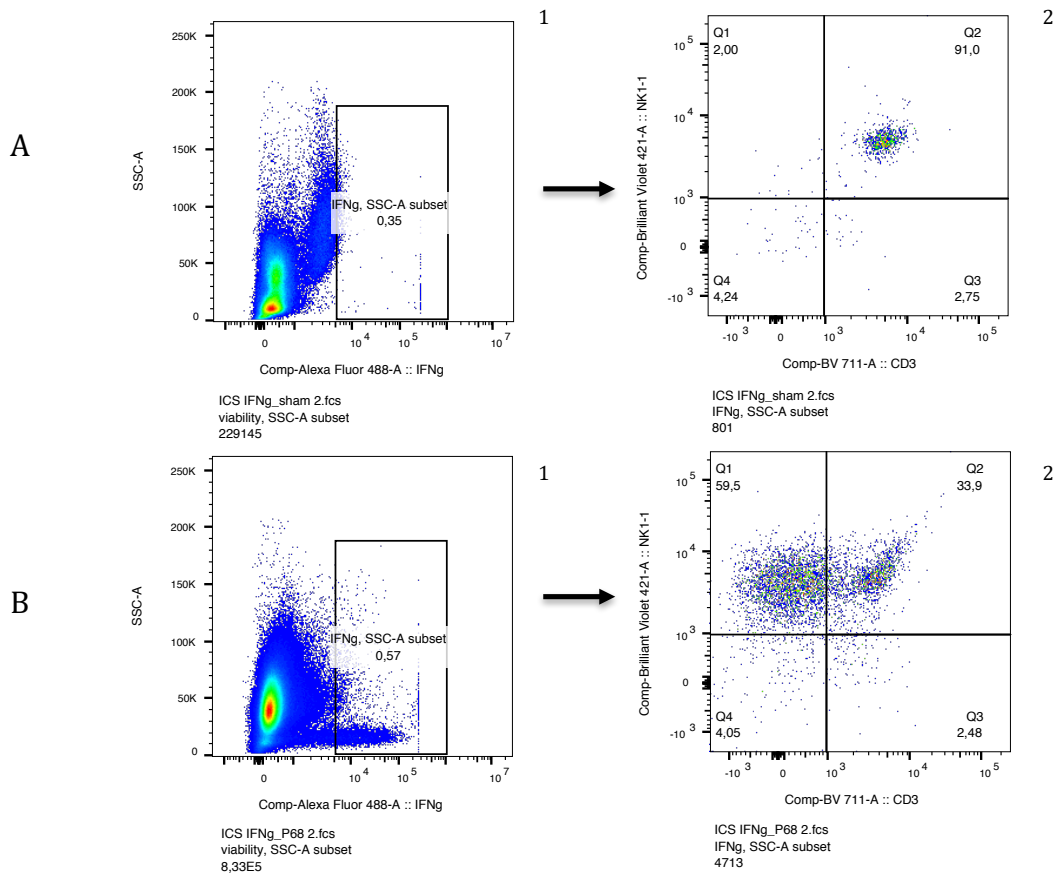 A
1
250K
200K
150K
100K
50K
0
SSC-A
IFNg, SSC-A subset
0,35
0
10 4
10 5
10 7
Comp-Alexa Fluor 488-A :: IFNg
ICS IFNg_sham 2.fcs
viability, SSC-A subset
229145
2
Q1
2,00
Q2
91,0
Q4
4,24
Q3
2,75
10 5
10 4
10 3
0
-10 3
Comp-Brilliant Violet 421-A :: NK1-1
-10 3
0
10 3
10 4
10 5
Comp-BV 711-A :: CD3
ICS IFNg_sham 2.fcs
IFNg, SSC-A subset
801
B
1
250K
200K
150K
100K
50K
0
SSC-A
IFNg, SSC-A subset
0,57
0
10 4
10 5
10 7
Comp-Alexa Fluor 488-A :: IFNg
ICS IFNg_P68 2.fcs
viability, SSC-A subset
8,33E5
2
Q1
59,5
Q2
33,9
Q4
4,05
Q3
2,48
10 5
10 4
10 3
0
-10 3
Comp-Brilliant Violet 421-A :: NK1-1
-10 3
0
10 3
10 4
10 5
Comp-BV 711-A :: CD3
ICS IFNg_P68 2.fcs
IFNg, SSC-A subset
4713